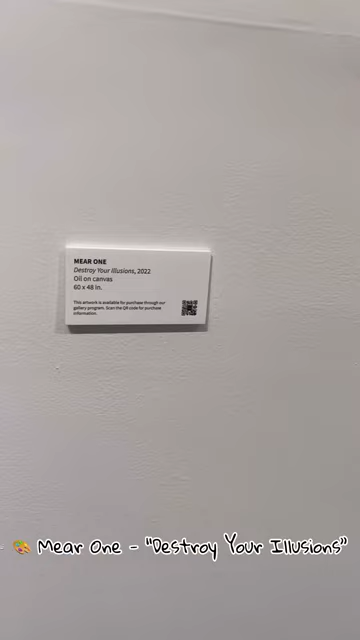 MEAR ONE
Destroy Your Illusions, 2022
Oil on canvas
60 x 48 in.
This artwork is available for purchase through our
gallery program. Scan the QR code for purchase
information.
- 🎨 Mear One - "Destroy Your Illusions"